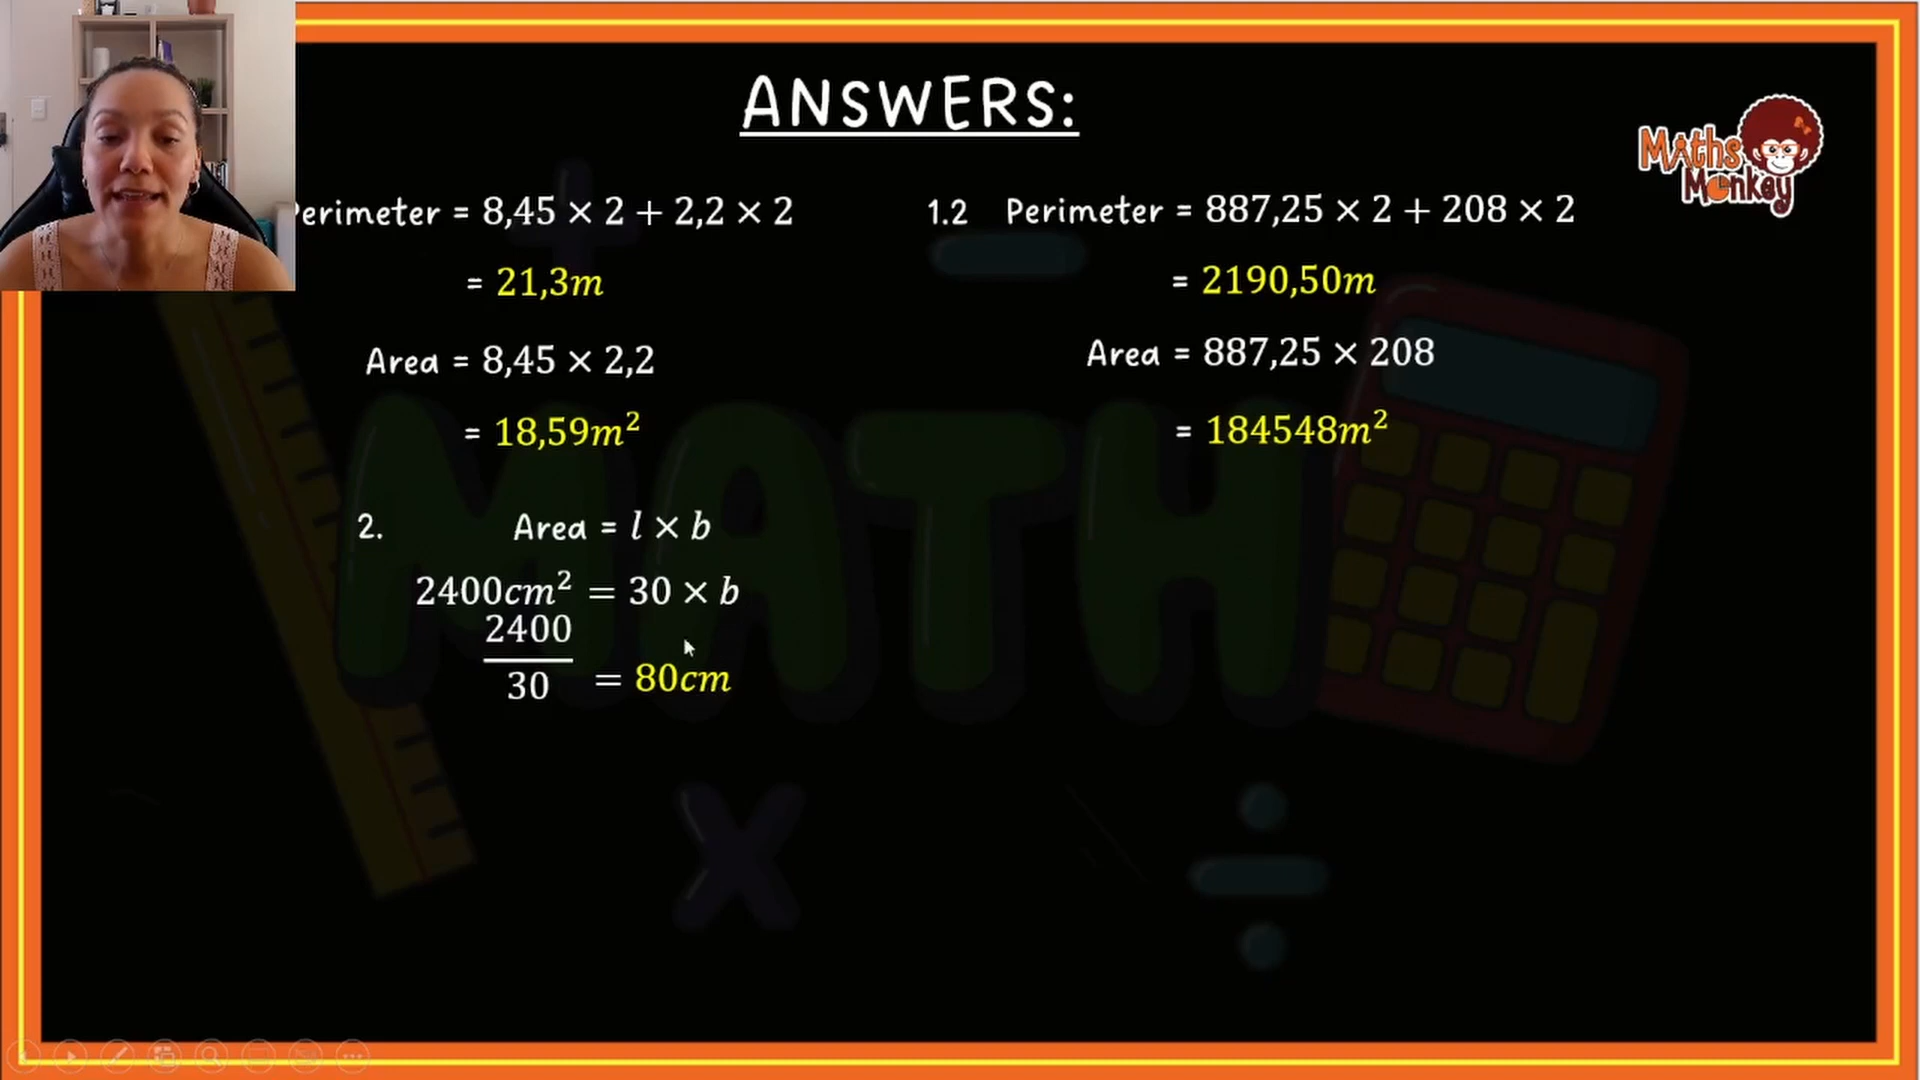 ANSWERS:
Maths
Monkey
Perimeter = 8,45 × 2 + 2,2 × 2
= 21,3m
Area = 8,45 × 2,2
= 18,59m²
1.2 Perimeter = 887,25 × 2 + 208 × 2
= 2190,50m
Area = 887,25 × 208
= 184548m²
2. Area = l × b
2400cm² = 30 × b
2400
30
= 80cm
MATH